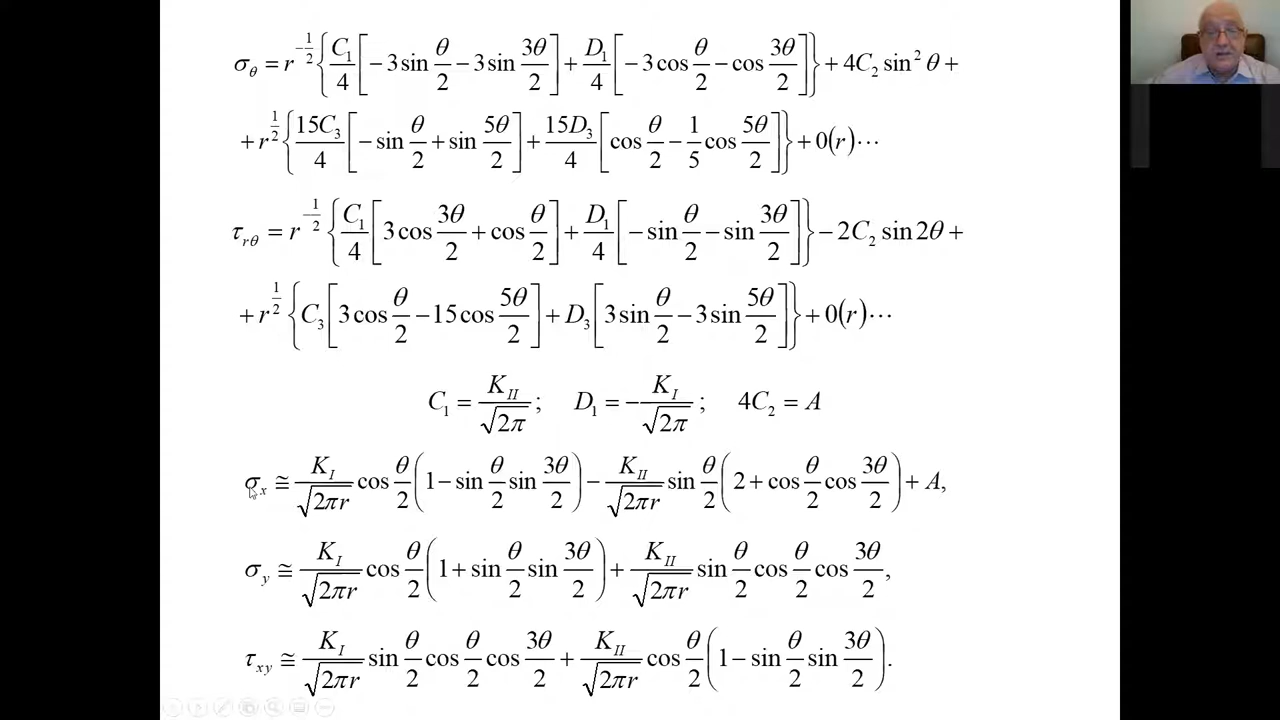 σ_θ = r^{-1/2} { C_1/4 [ −3 sin θ/2 − 3 sin 3θ/2 ] + D_1/4 [ −3 cos θ/2 − cos 3θ/2 ] } + 4C_2 sin² θ +
+ r^{1/2} { 15C_3/4 [ − sin θ/2 + sin 5θ/2 ] + 15D_3/4 [ cos θ/2 − 1/5 cos 5θ/2 ] } + 0(r)⋯
τ_{rθ} = r^{-1/2} { C_1/4 [ 3 cos 3θ/2 + cos θ/2 ] + D_1/4 [ − sin θ/2 − sin 3θ/2 ] } − 2C_2 sin 2θ +
+ r^{1/2} { C_3 [ 3 cos θ/2 − 15 cos 5θ/2 ] + D_3 [ 3 sin θ/2 − 3 sin 5θ/2 ] } + 0(r)⋯
C_1 = K_{II}/√2π ; D_1 = − K_I/√2π ; 4C_2 = A
σ_x ≅ K_I/√2πr cos θ/2 ( 1 − sin θ/2 sin 3θ/2 ) − K_{II}/√2πr sin θ/2 ( 2 + cos θ/2 cos 3θ/2 ) + A,
σ_y ≅ K_I/√2πr cos θ/2 ( 1 + sin θ/2 sin 3θ/2 ) + K_{II}/√2πr sin θ/2 cos θ/2 cos 3θ/2,
τ_{xy} ≅ K_I/√2πr sin θ/2 cos θ/2 cos 3θ/2 + K_{II}/√2πr cos θ/2 ( 1 − sin θ/2 sin 3θ/2 ).